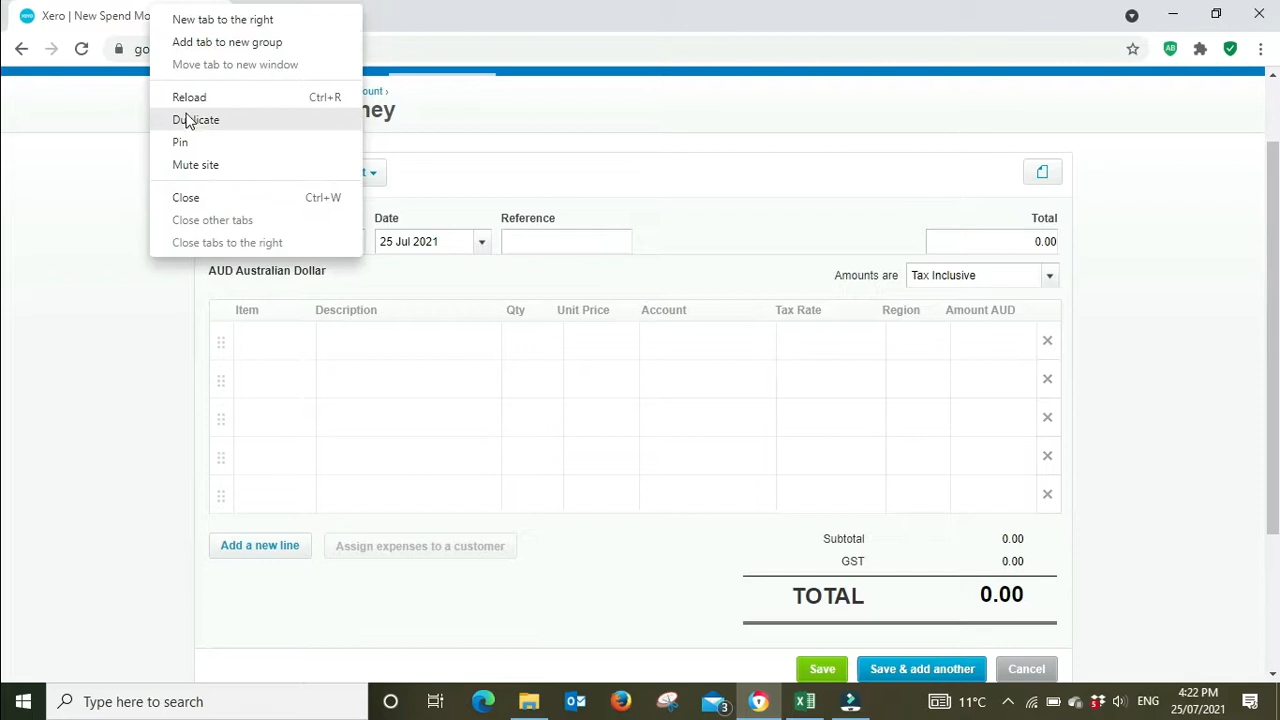 Xero | New Spend Mo
New tab to the right
Add tab to new group
Move tab to new window
Reload Ctrl+R
Duplicate
Pin
Mute site
Close Ctrl+W
Close other tabs
Close tabs to the right
go
AB
ount ›
ney
t
Date Reference Total
25 Jul 2021 0.00
AUD Australian Dollar Amounts are Tax Inclusive
Item Description Qty Unit Price Account Tax Rate Region Amount AUD
Add a new line Assign expenses to a customer
Subtotal 0.00
GST 0.00
TOTAL 0.00
Save Save & add another Cancel
Type here to search
3
11°C
ENG
4:22 PM
25/07/2021